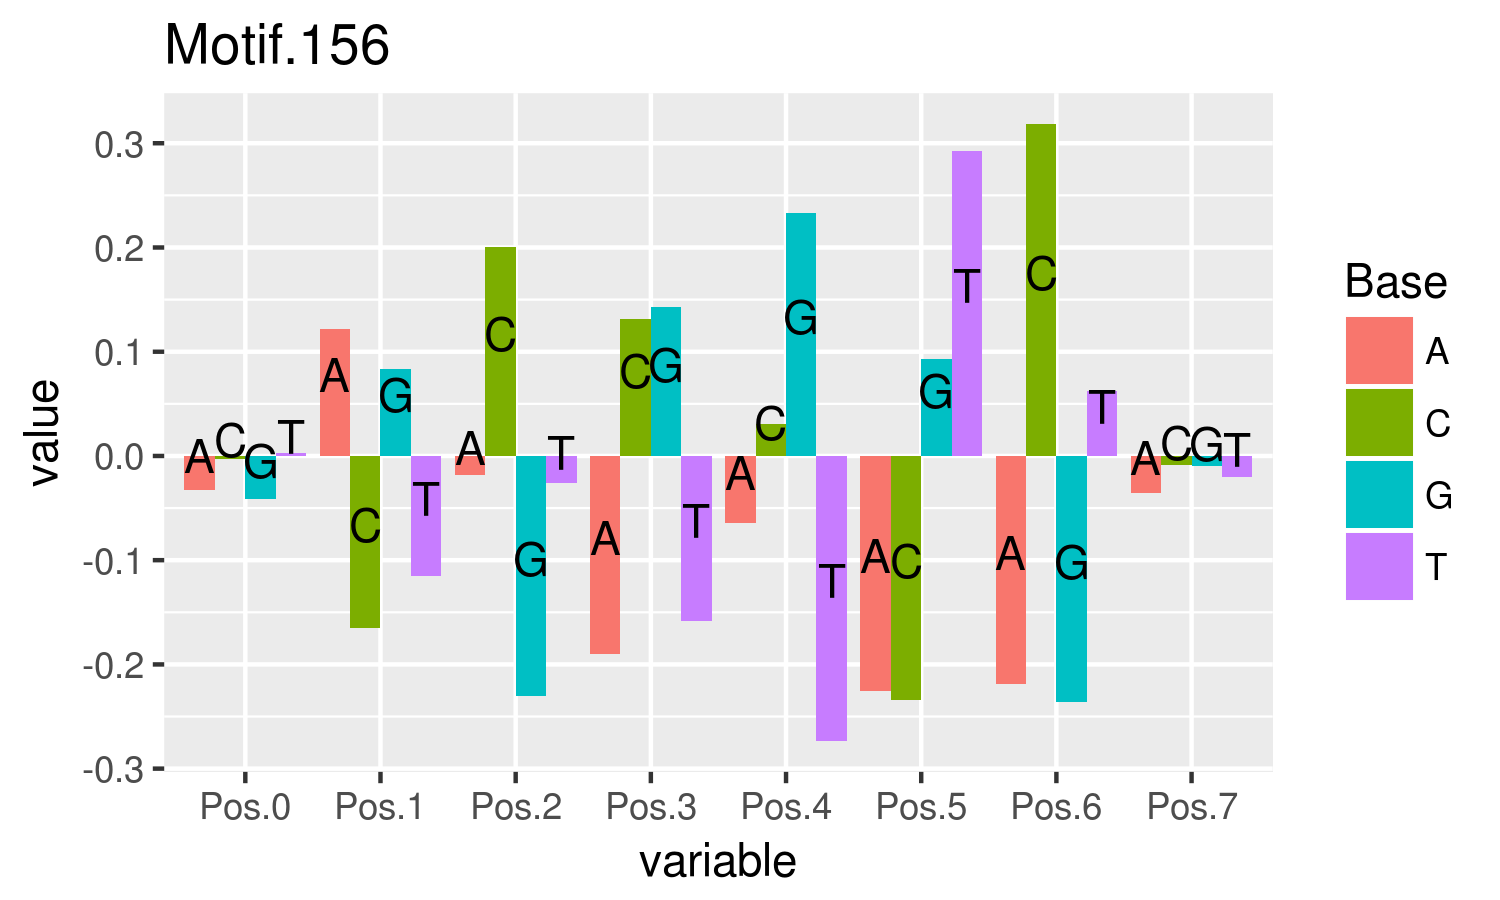 Motif.156
value
0.3
0.2
0.1
0.0
-0.1
-0.2
-0.3
A C G T
A C G T
A C G T
A C G T
A C G T
A C G T
A C G T
A C G T
Pos.0 Pos.1 Pos.2 Pos.3 Pos.4 Pos.5 Pos.6 Pos.7
variable
Base
A
C
G
T